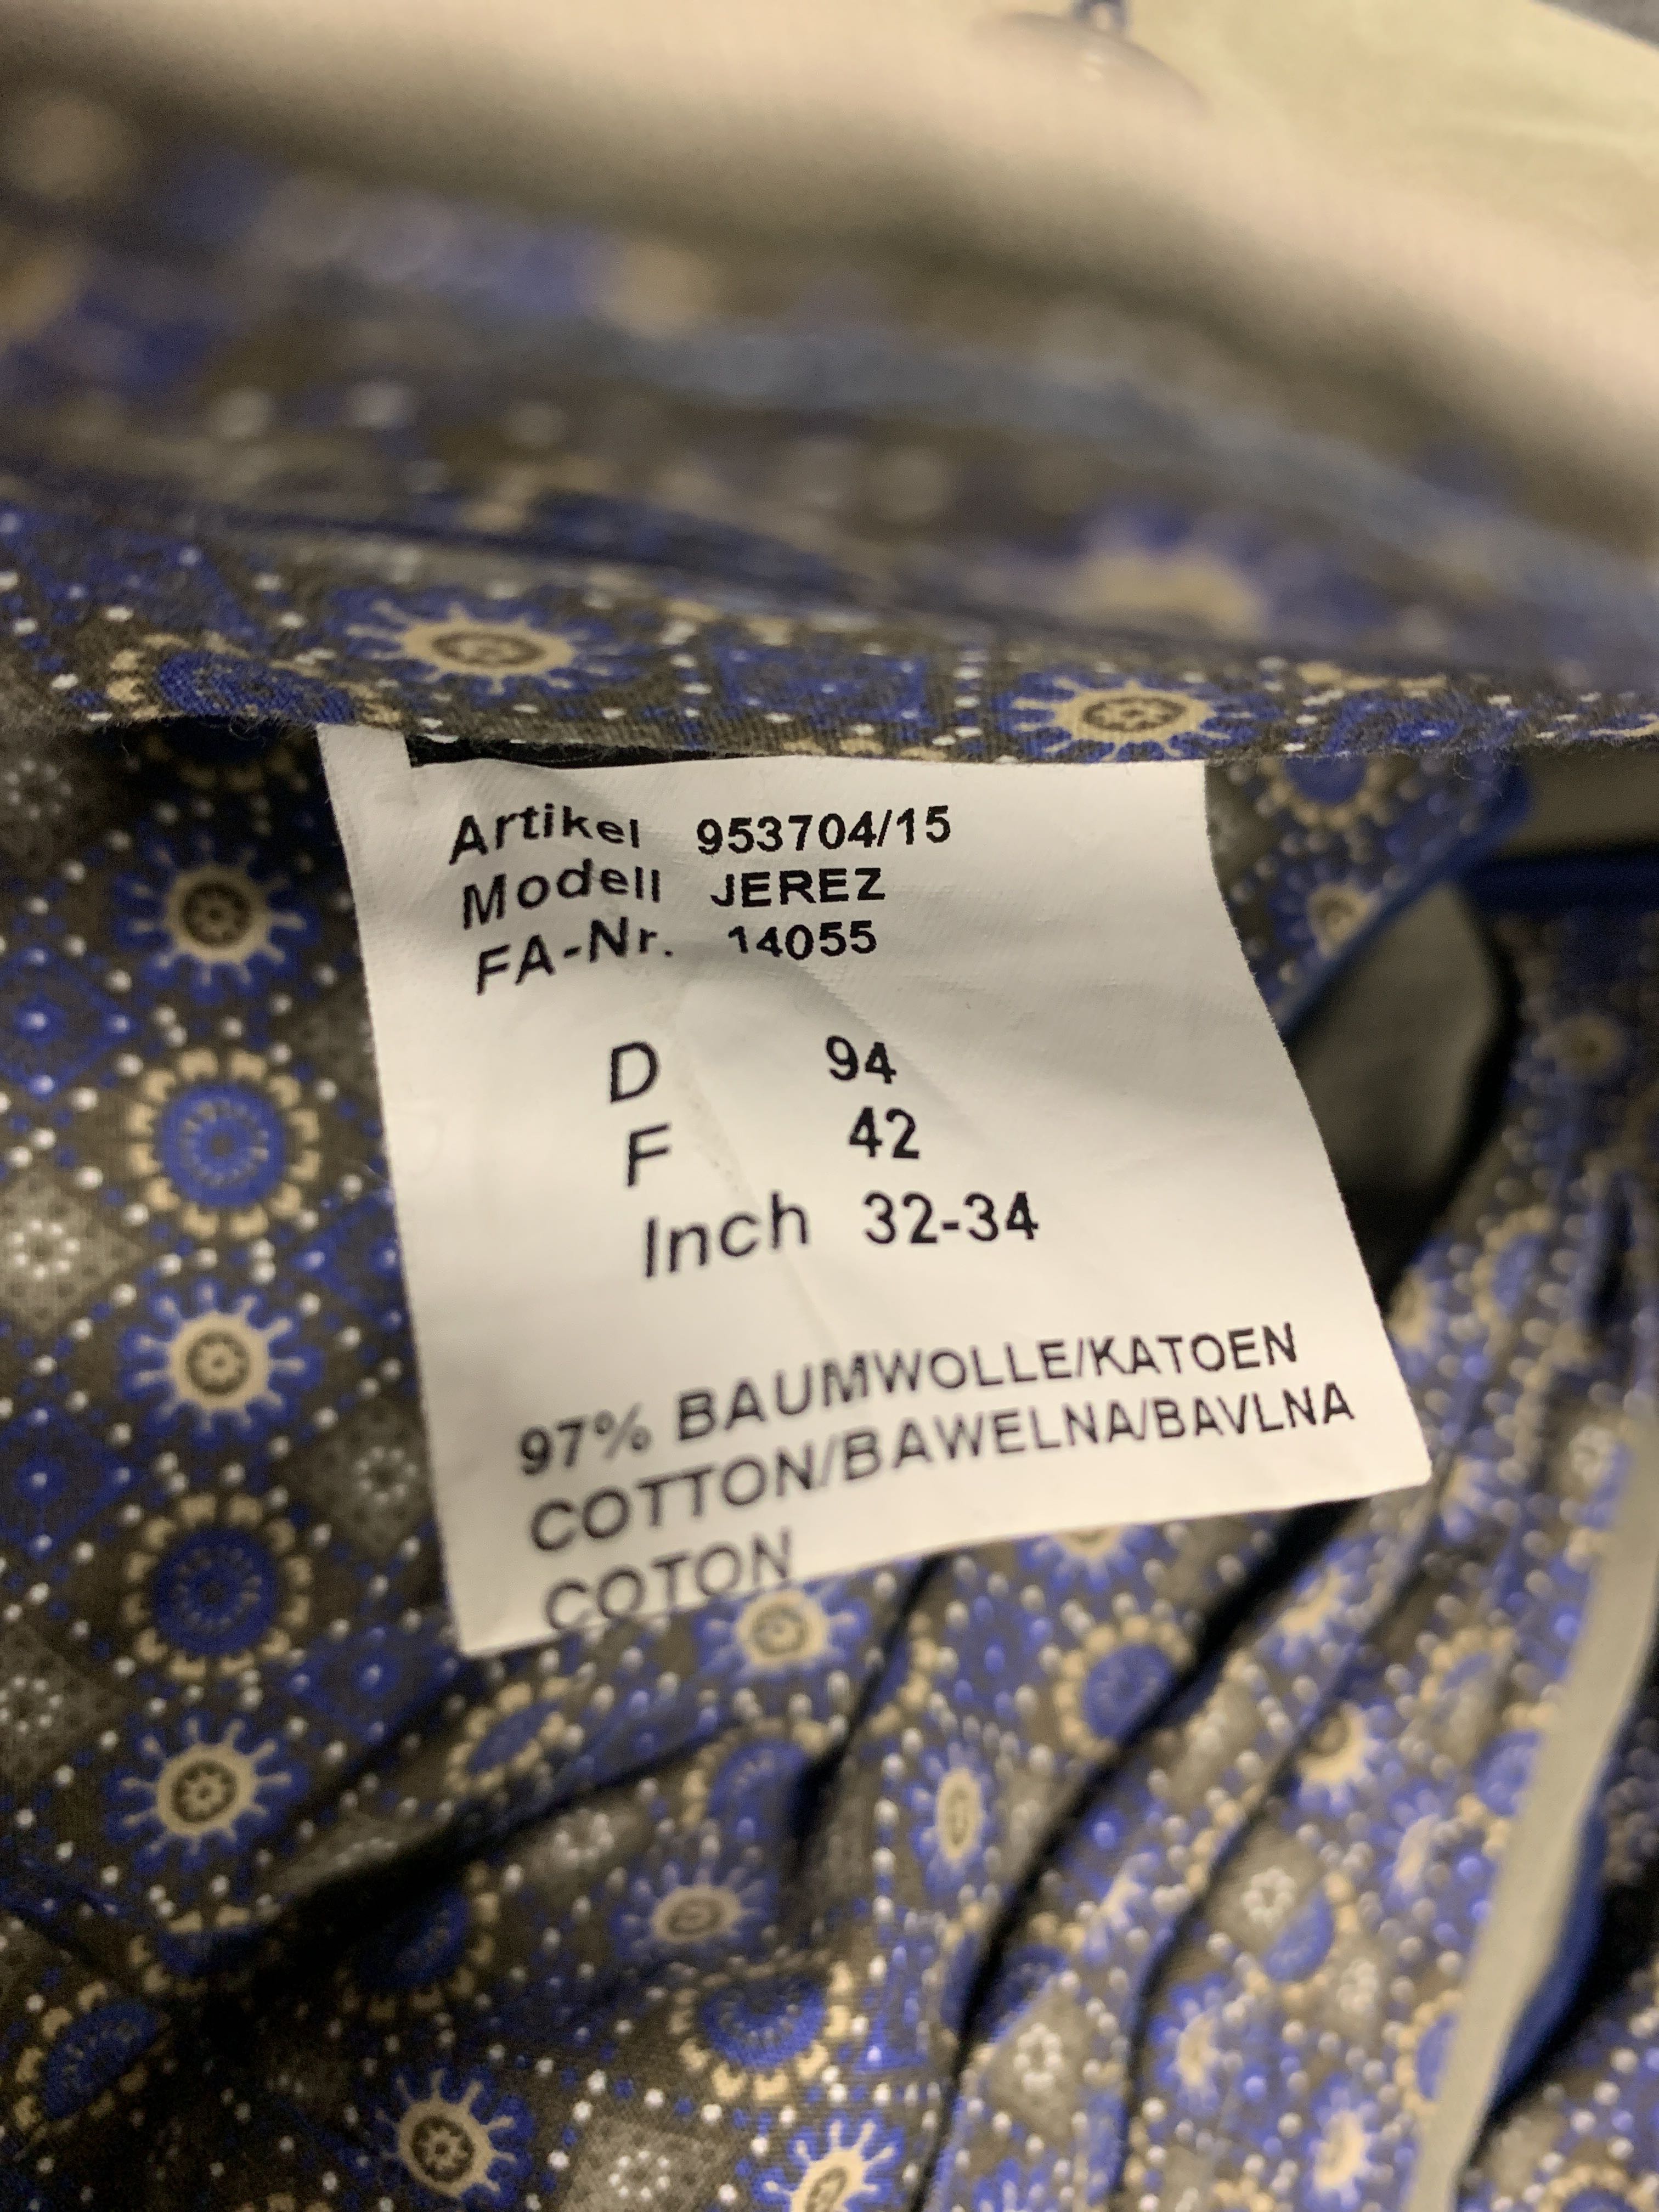 Artikel 953704/15
Modell JEREZ
FA-Nr. 14055
D 94
F 42
Inch 32-34
97% BAUMWOLLE/KATOEN
COTTON/BAWELNA/BAVLNA
COTON